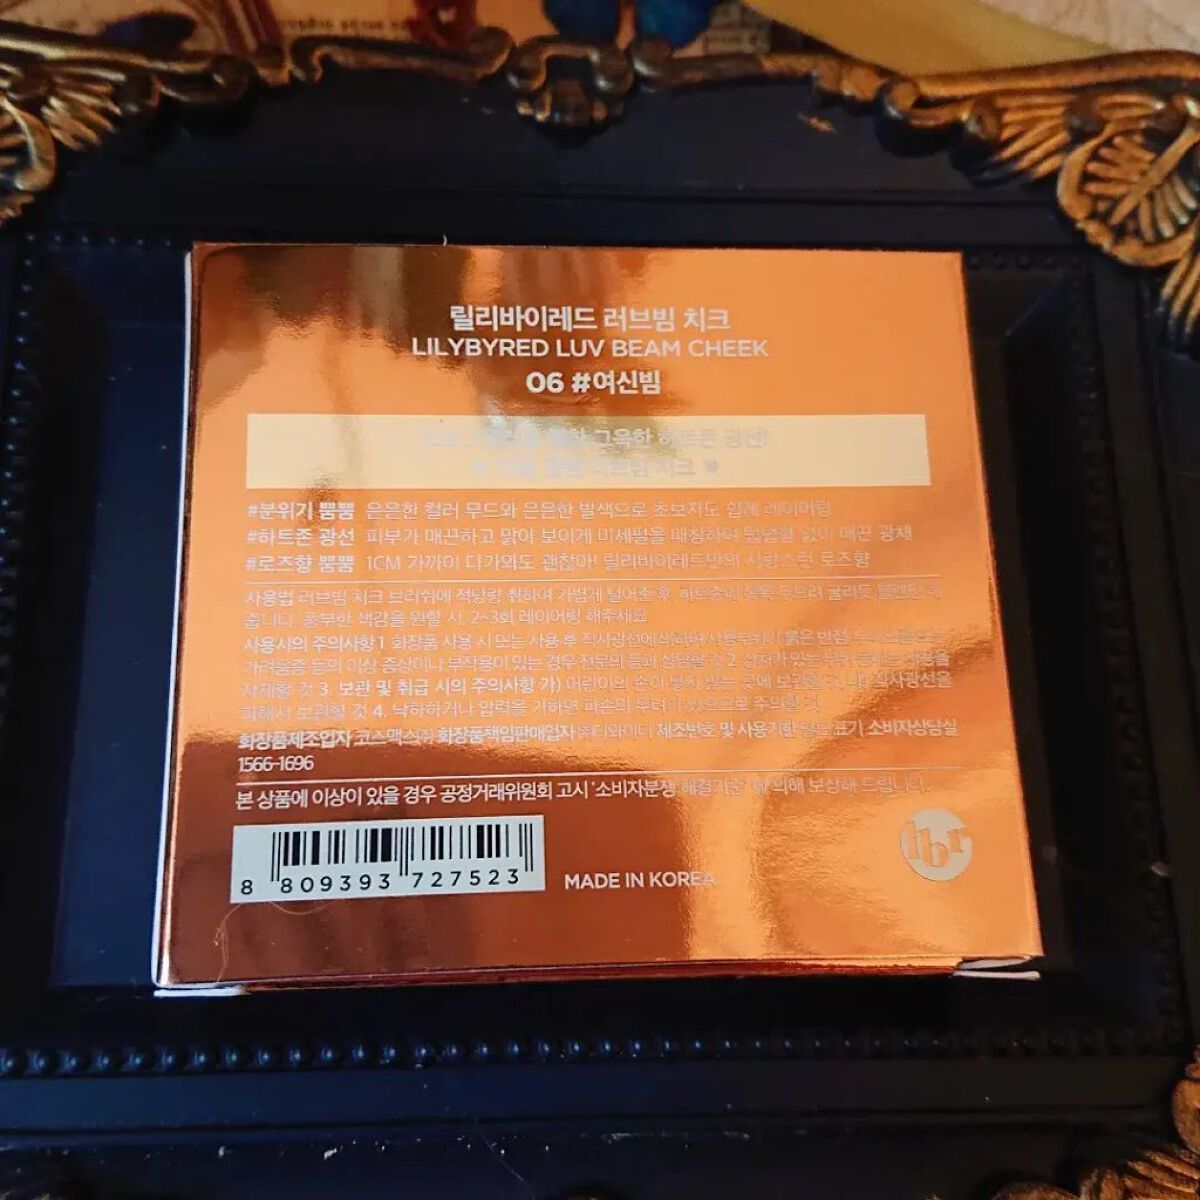 릴리바이레드 러브빔 치크
LILYBYRED LUV BEAM CHEEK
06 #여신빔
그윽한 하트존 광선!
러브빔 치크 ♥
#분위기 뿜뿜 은은한 컬러 무드와 은은한 발색으로 초보자도 쉽게 레이어링
#하트존 광선 피부가 매끈하고 맑아 보이게 미세펄을 매칭하여 텁텁함 없이 매끈 광채
#로즈향 뿜뿜 1CM 가까이 다가와도 괜찮아! 릴리바이레드만의 사랑스런 로즈향
사용법 러브빔 치크 브러쉬에 적당량 취하여 가볍게 털어준 후, 하트존에 톡톡 두드려 굴리듯 블렌딩 해
줍니다. 풍부한 색감을 원할 시, 2~3회 레이어링 해주세요.
사용시의 주의사항 1. 화장품 사용 시 또는 사용 후 직사광선에 의하여 사용부위가 붉은 반점, 부어오름 또는
가려움증 등의 이상 증상이나 부작용이 있는 경우 전문의 등과 상담할 것 2. 상처가 있는 부위 등에는 사용을
자제할 것 3. 보관 및 취급 시의 주의사항 가) 어린이의 손이 닿지 않는 곳에 보관할 것 나) 직사광선을
피해서 보관할 것 4. 낙하하거나 압력을 가하면 파손의 우려가 있으므로 주의할 것
화장품제조업자 코스맥스㈜ 화장품책임판매업자 제조번호 및 사용기한 별도 표기 소비자상담실
1566-1696
본 상품에 이상이 있을 경우 공정거래위원회 고시 '소비자분쟁 해결기준'에 의해 보상해 드립니다.
8 809393 727523
MADE IN KOREA
lbr